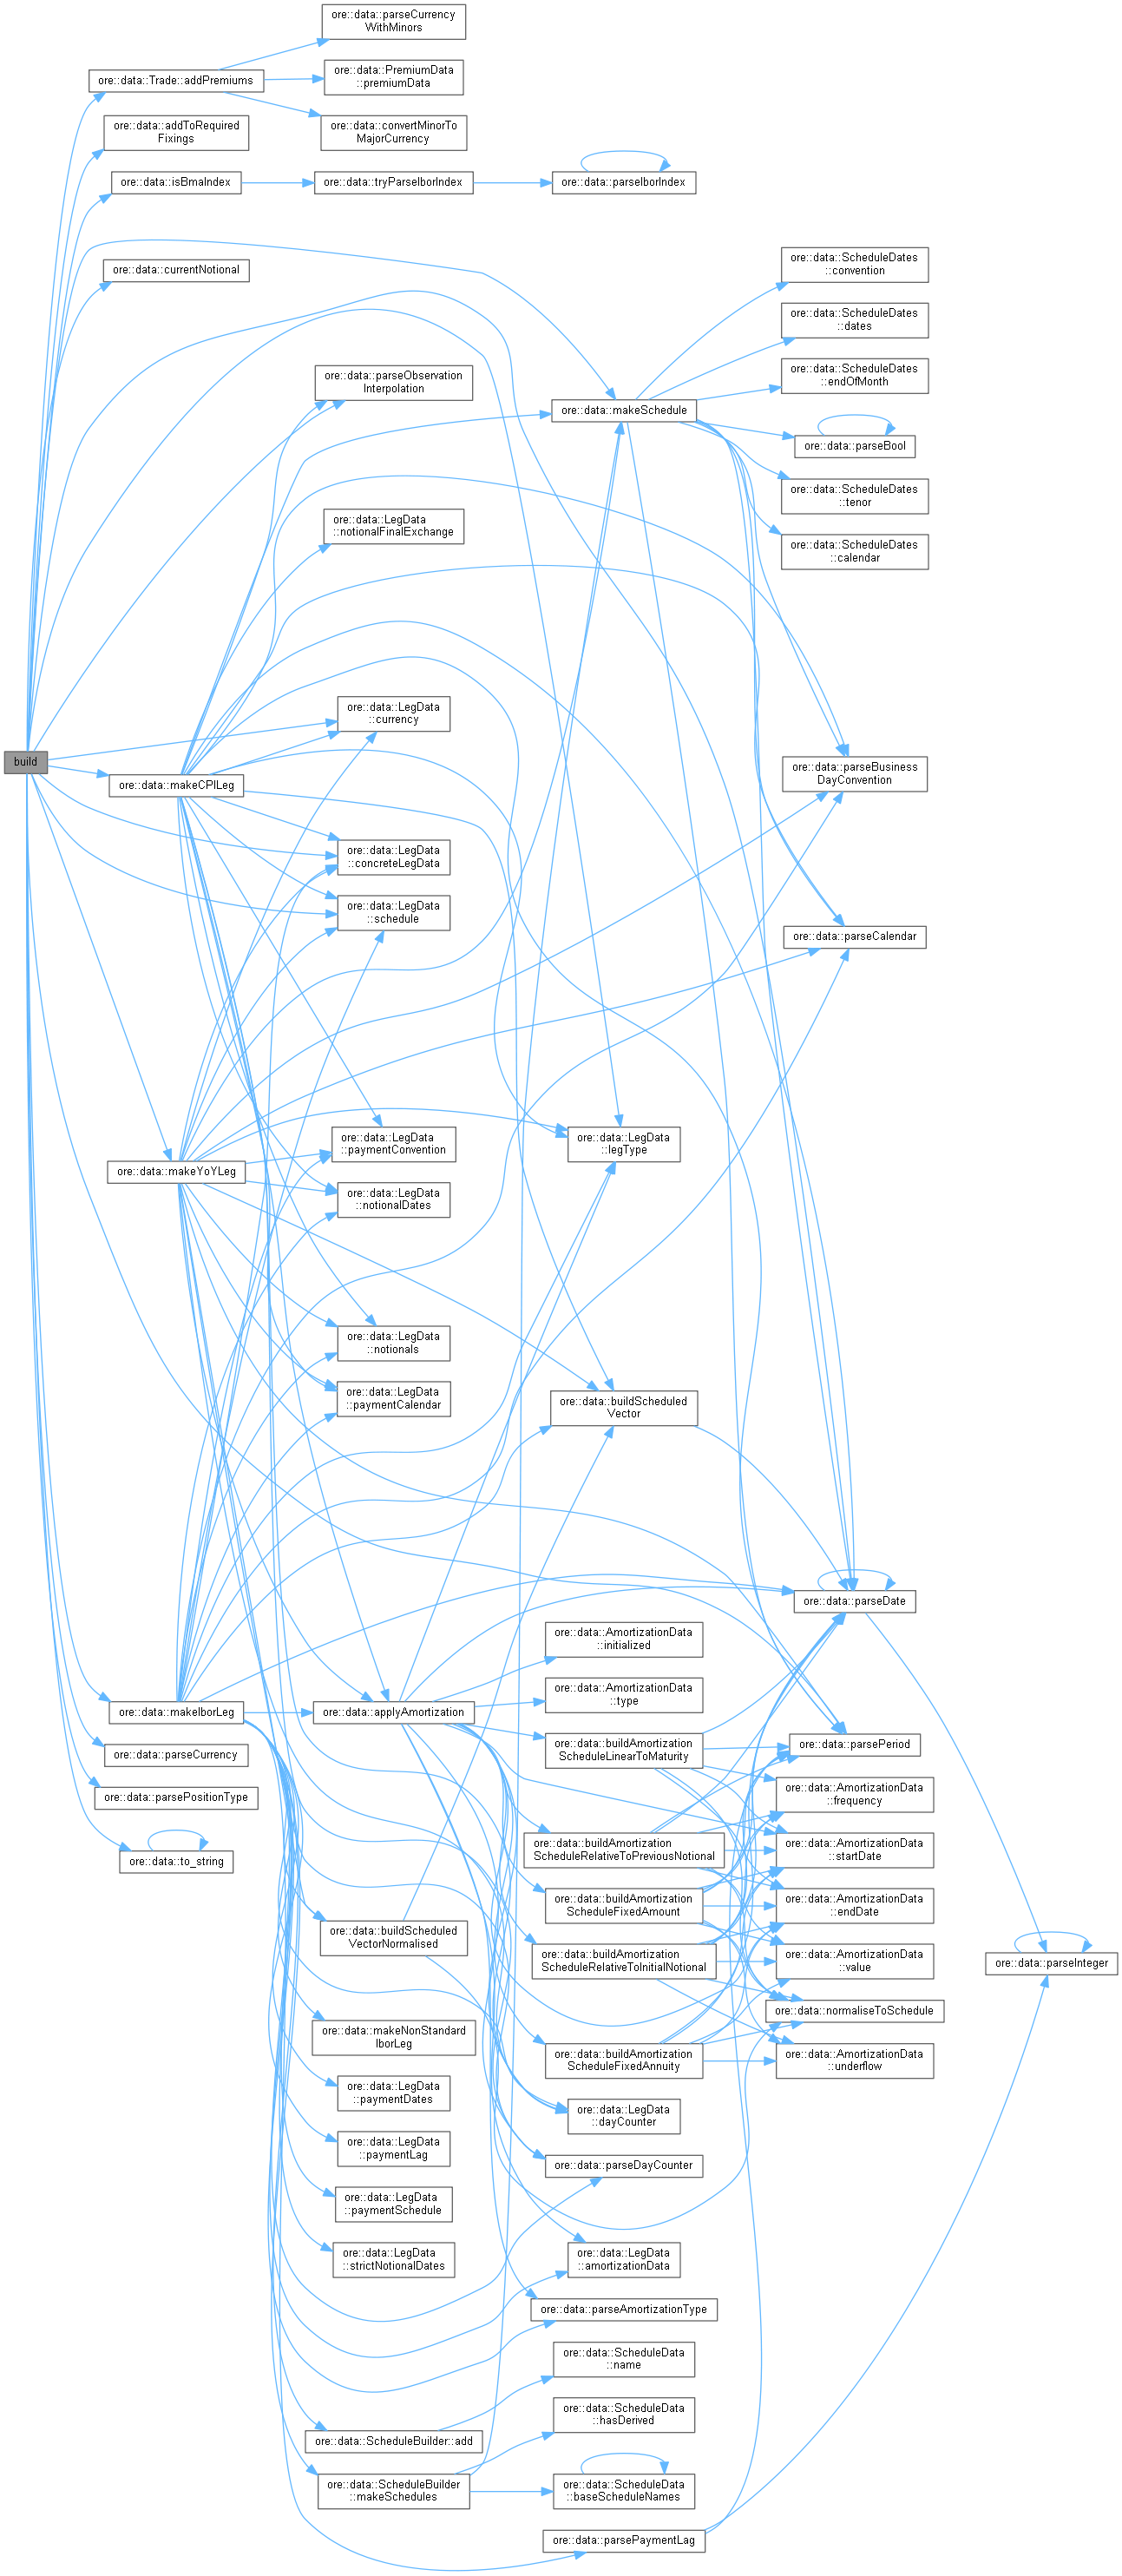 ore::data::parseCurrency
WithMinors
ore::data::Trade::addPremiums
ore::data::PremiumData
::premiumData
ore::data::addToRequired
Fixings
ore::data::convertMinorTo
MajorCurrency
ore::data::isBmaIndex
ore::data::tryParseIborIndex
ore::data::parseIborIndex
ore::data::currentNotional
ore::data::ScheduleDates
::convention
ore::data::ScheduleDates
::dates
ore::data::parseObservation
Interpolation
ore::data::ScheduleDates
::endOfMonth
ore::data::makeSchedule
ore::data::parseBool
ore::data::ScheduleDates
::tenor
ore::data::LegData
::notionalFinalExchange
ore::data::ScheduleDates
::calendar
ore::data::LegData
::currency
build
ore::data::makeCPILeg
ore::data::parseBusiness
DayConvention
ore::data::LegData
::concreteLegData
ore::data::LegData
::schedule
ore::data::parseCalendar
ore::data::LegData
::paymentConvention
ore::data::LegData
::legType
ore::data::makeYoYLeg
ore::data::LegData
::notionalDates
ore::data::LegData
::notionals
ore::data::LegData
::paymentCalendar
ore::data::buildScheduled
Vector
ore::data::parseDate
ore::data::AmortizationData
::initialized
ore::data::AmortizationData
::type
ore::data::makeIborLeg
ore::data::applyAmortization
ore::data::parseCurrency
ore::data::buildAmortization
ScheduleLinearToMaturity
ore::data::parsePeriod
ore::data::parsePositionType
ore::data::AmortizationData
::frequency
ore::data::to_string
ore::data::buildAmortization
ScheduleRelativeToPreviousNotional
ore::data::AmortizationData
::startDate
ore::data::buildAmortization
ScheduleFixedAmount
ore::data::AmortizationData
::endDate
ore::data::buildScheduled
VectorNormalised
ore::data::buildAmortization
ScheduleRelativeToInitialNotional
ore::data::AmortizationData
::value
ore::data::parseInteger
ore::data::normaliseToSchedule
ore::data::makeNonStandard
IborLeg
ore::data::buildAmortization
ScheduleFixedAnnuity
ore::data::AmortizationData
::underflow
ore::data::LegData
::paymentDates
ore::data::LegData
::dayCounter
ore::data::LegData
::paymentLag
ore::data::parseDayCounter
ore::data::LegData
::paymentSchedule
ore::data::LegData
::strictNotionalDates
ore::data::LegData
::amortizationData
ore::data::parseAmortizationType
ore::data::ScheduleData
::name
ore::data::ScheduleData
::hasDerived
ore::data::ScheduleBuilder::add
ore::data::ScheduleBuilder
::makeSchedules
ore::data::ScheduleData
::baseScheduleNames
ore::data::parsePaymentLag